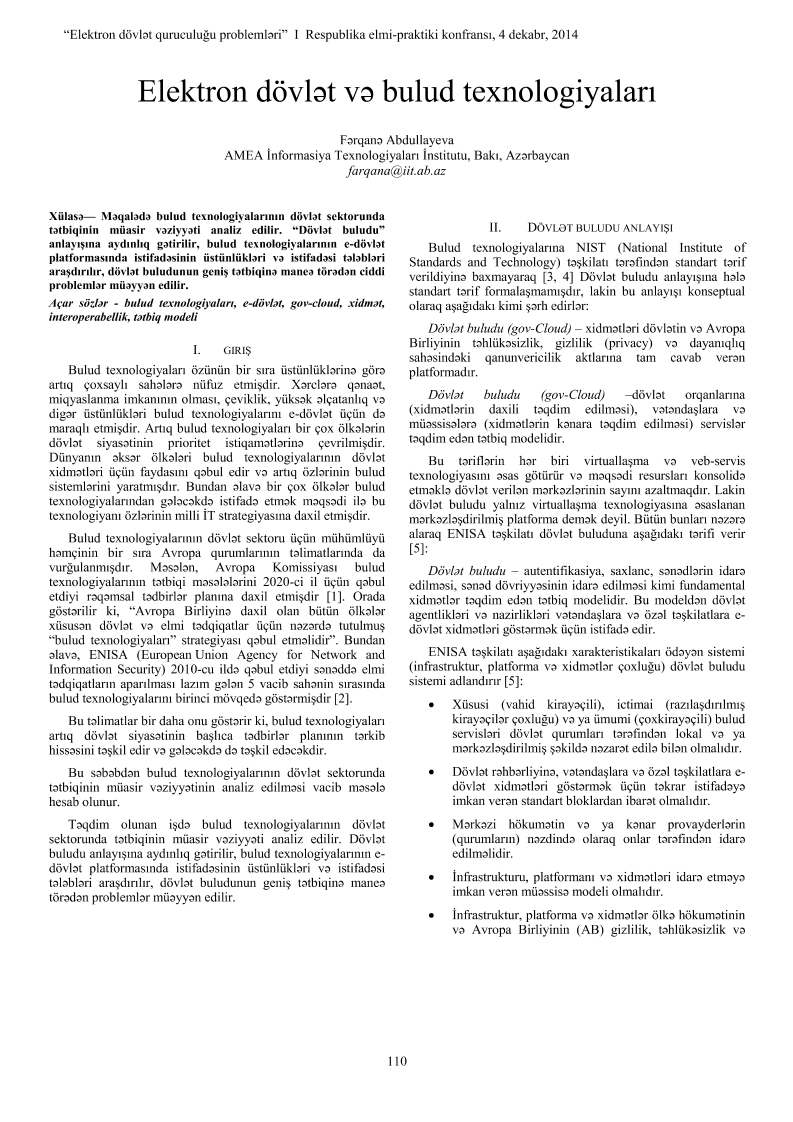 “Elektron dövlət quruculuğu problemləri” I Respublika elmi-praktiki konfransı, 4 dekabr, 2014
Elektron dövlət və bulud texnologiyaları
Fərqanə Abdullayeva
AMEA İnformasiya Texnologiyaları İnstitutu, Bakı, Azərbaycan
farqana@iit.ab.az
Xülasə— Məqalədə bulud texnologiyalarının dövlət sektorunda
tətbiqinin müasir vəziyyəti analiz edilir. “Dövlət buludu”
anlayışına aydınlıq gətirilir, bulud texnologiyalarının e-dövlət
platformasında istifadəsinin üstünlükləri və istifadəsi tələbləri
araşdırılır, dövlət buludunun geniş tətbiqinə maneə törədən ciddi
problemlər müəyyən edilir.
Açar sözlər - bulud texnologiyaları, e-dövlət, gov-cloud, xidmət,
interoperabellik, tətbiq modeli
I. GIRIŞ
Bulud texnologiyaları özünün bir sıra üstünlüklərinə görə
artıq çoxsaylı sahələrə nüfuz etmişdir. Xərclərə qənaət,
miqyaslanma imkanının olması, çeviklik, yüksək əlçatanlıq və
digər üstünlükləri bulud texnologiyalarını e-dövlət üçün də
maraqlı etmişdir. Artıq bulud texnologiyaları bir çox ölkələrin
dövlət siyasətinin prioritet istiqamətlərinə çevrilmişdir.
Dünyanın əksər ölkələri bulud texnologiyalarının dövlət
xidmətləri üçün faydasını qəbul edir və artıq özlərinin bulud
sistemlərini yaratmışdır. Bundan əlavə bir çox ölkələr bulud
texnologiyalarından gələcəkdə istifadə etmək məqsədi ilə bu
texnologiyanı özlərinin milli İT strategiyasına daxil etmişdir.
Bulud texnologiyalarının dövlət sektoru üçün mühümlüyü
həmçinin bir sıra Avropa qurumlarının təlimatlarında da
vurğulanmışdır. Məsələn, Avropa Komissiyası bulud
texnologiyalarının tətbiqi məsələlərini 2020-ci il üçün qəbul
etdiyi rəqəmsal tədbirlər planına daxil etmişdir [1]. Orada
göstərilir ki, “Avropa Birliyinə daxil olan bütün ölkələr
xüsusən dövlət və elmi tədqiqatlar üçün nəzərdə tutulmuş
“bulud texnologiyaları” strategiyası qəbul etməlidir”. Bundan
əlavə, ENISA (European Union Agency for Network and
Information Security) 2010-cu ildə qəbul etdiyi sənəddə elmi
tədqiqatların aparılması lazım gələn 5 vacib sahənin sırasında
bulud texnologiyalarını birinci mövqedə göstərmişdir [2].
Bu təlimatlar bir daha onu göstərir ki, bulud texnologiyaları
artıq dövlət siyasətinin başlıca tədbirlər planının tərkib
hissəsini təşkil edir və gələcəkdə də təşkil edəcəkdir.
Bu səbəbdən bulud texnologiyalarının dövlət sektorunda
tətbiqinin müasir vəziyyətinin analiz edilməsi vacib məsələ
hesab olunur.
Təqdim olunan işdə bulud texnologiyalarının dövlət
sektorunda tətbiqinin müasir vəziyyəti analiz edilir. Dövlət
buludu anlayışına aydınlıq gətirilir, bulud texnologiyalarının e-
dövlət platformasında istifadəsinin üstünlükləri və istifadəsi
tələbləri araşdırılır, dövlət buludunun geniş tətbiqinə maneə
törədən problemlər müəyyən edilir.
II. DÖVLƏT BULUDU ANLAYIŞI
Bulud texnologiyalarına NIST (National Institute of
Standards and Technology) təşkilatı tərəfindən standart tərif
verildiyinə baxmayaraq [3, 4] Dövlət buludu anlayışına hələ
standart tərif formalaşmamışdır, lakin bu anlayışı konseptual
olaraq aşağıdakı kimi şərh edirlər:
Dövlət buludu (gov-Cloud) – xidmətləri dövlətin və Avropa
Birliyinin təhlükəsizlik, gizlilik (privacy) və dayanıqlıq
sahəsindəki qanunvericilik aktlarına tam cavab verən
platformadır.
Dövlət buludu (gov-Cloud) –dövlət orqanlarına
(xidmətlərin daxili təqdim edilməsi), vətəndaşlara və
müəssisələrə (xidmətlərin kənara təqdim edilməsi) servislər
təqdim edən tətbiq modelidir.
Bu təriflərin hər biri virtuallaşma və veb-servis
texnologiyasını əsas götürür və məqsədi resursları konsolidə
etməklə dövlət verilən mərkəzlərinin sayını azaltmaqdır. Lakin
dövlət buludu yalnız virtuallaşma texnologiyasına əsaslanan
mərkəzləşdirilmiş platforma demək deyil. Bütün bunları nəzərə
alaraq ENISA təşkilatı dövlət buluduna aşağıdakı tərifi verir
[5]:
Dövlət buludu – autentifikasiya, saxlanc, sənədlərin idarə
edilməsi, sənəd dövriyyəsinin idarə edilməsi kimi fundamental
xidmətlər təqdim edən tətbiq modelidir. Bu modeldən dövlət
agentlikləri və nazirlikləri vətəndaşlara və özəl təşkilatlara e-
dövlət xidmətləri göstərmək üçün istifadə edir.
ENISA təşkilatı aşağıdakı xarakteristikaları ödəyən sistemi
(infrastruktur, platforma və xidmətlər çoxluğu) dövlət buludu
sistemi adlandırır [5]:
• Xüsusi (vahid kirayəçili), ictimai (razılaşdırılmış
kirayəçilər çoxluğu) və ya ümumi (çoxkirayəçili) bulud
servisləri dövlət qurumları tərəfindən lokal və ya
mərkəzləşdirilmiş şəkildə nəzarət edilə bilən olmalıdır.
• Dövlət rəhbərliyinə, vətəndaşlara və özəl təşkilatlara e-
dövlət xidmətləri göstərmək üçün təkrar istifadəyə
imkan verən standart bloklardan ibarət olmalıdır.
• Mərkəzi hökumətin və ya kənar provayderlərin
(qurumların) nəzdində olaraq onlar tərəfindən idarə
edilməlidir.
• İnfrastrukturu, platformanı və xidmətləri idarə etməyə
imkan verən müəssisə modeli olmalıdır.
• İnfrastruktur, platforma və xidmətlər ölkə hökumətinin
və Avropa Birliyinin (AB) gizlilik, təhlükəsizlik və
110